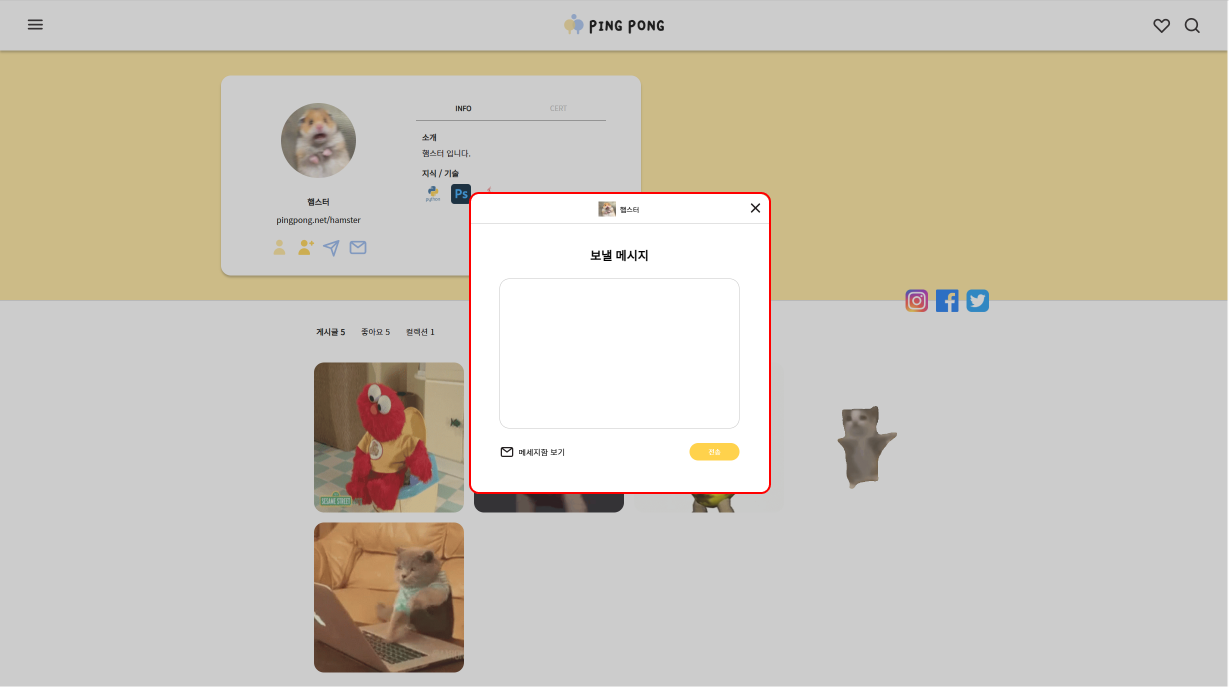 PING PONG
INFO CERT
소개
햄스터 입니다.
지식 / 기술
python Ps
햄스터
pingpong.net/hamster
햄스터
보낼 메시지
메세지함 보기 전송
게시글 5 좋아요 5 컬렉션 1
SESAME STREET